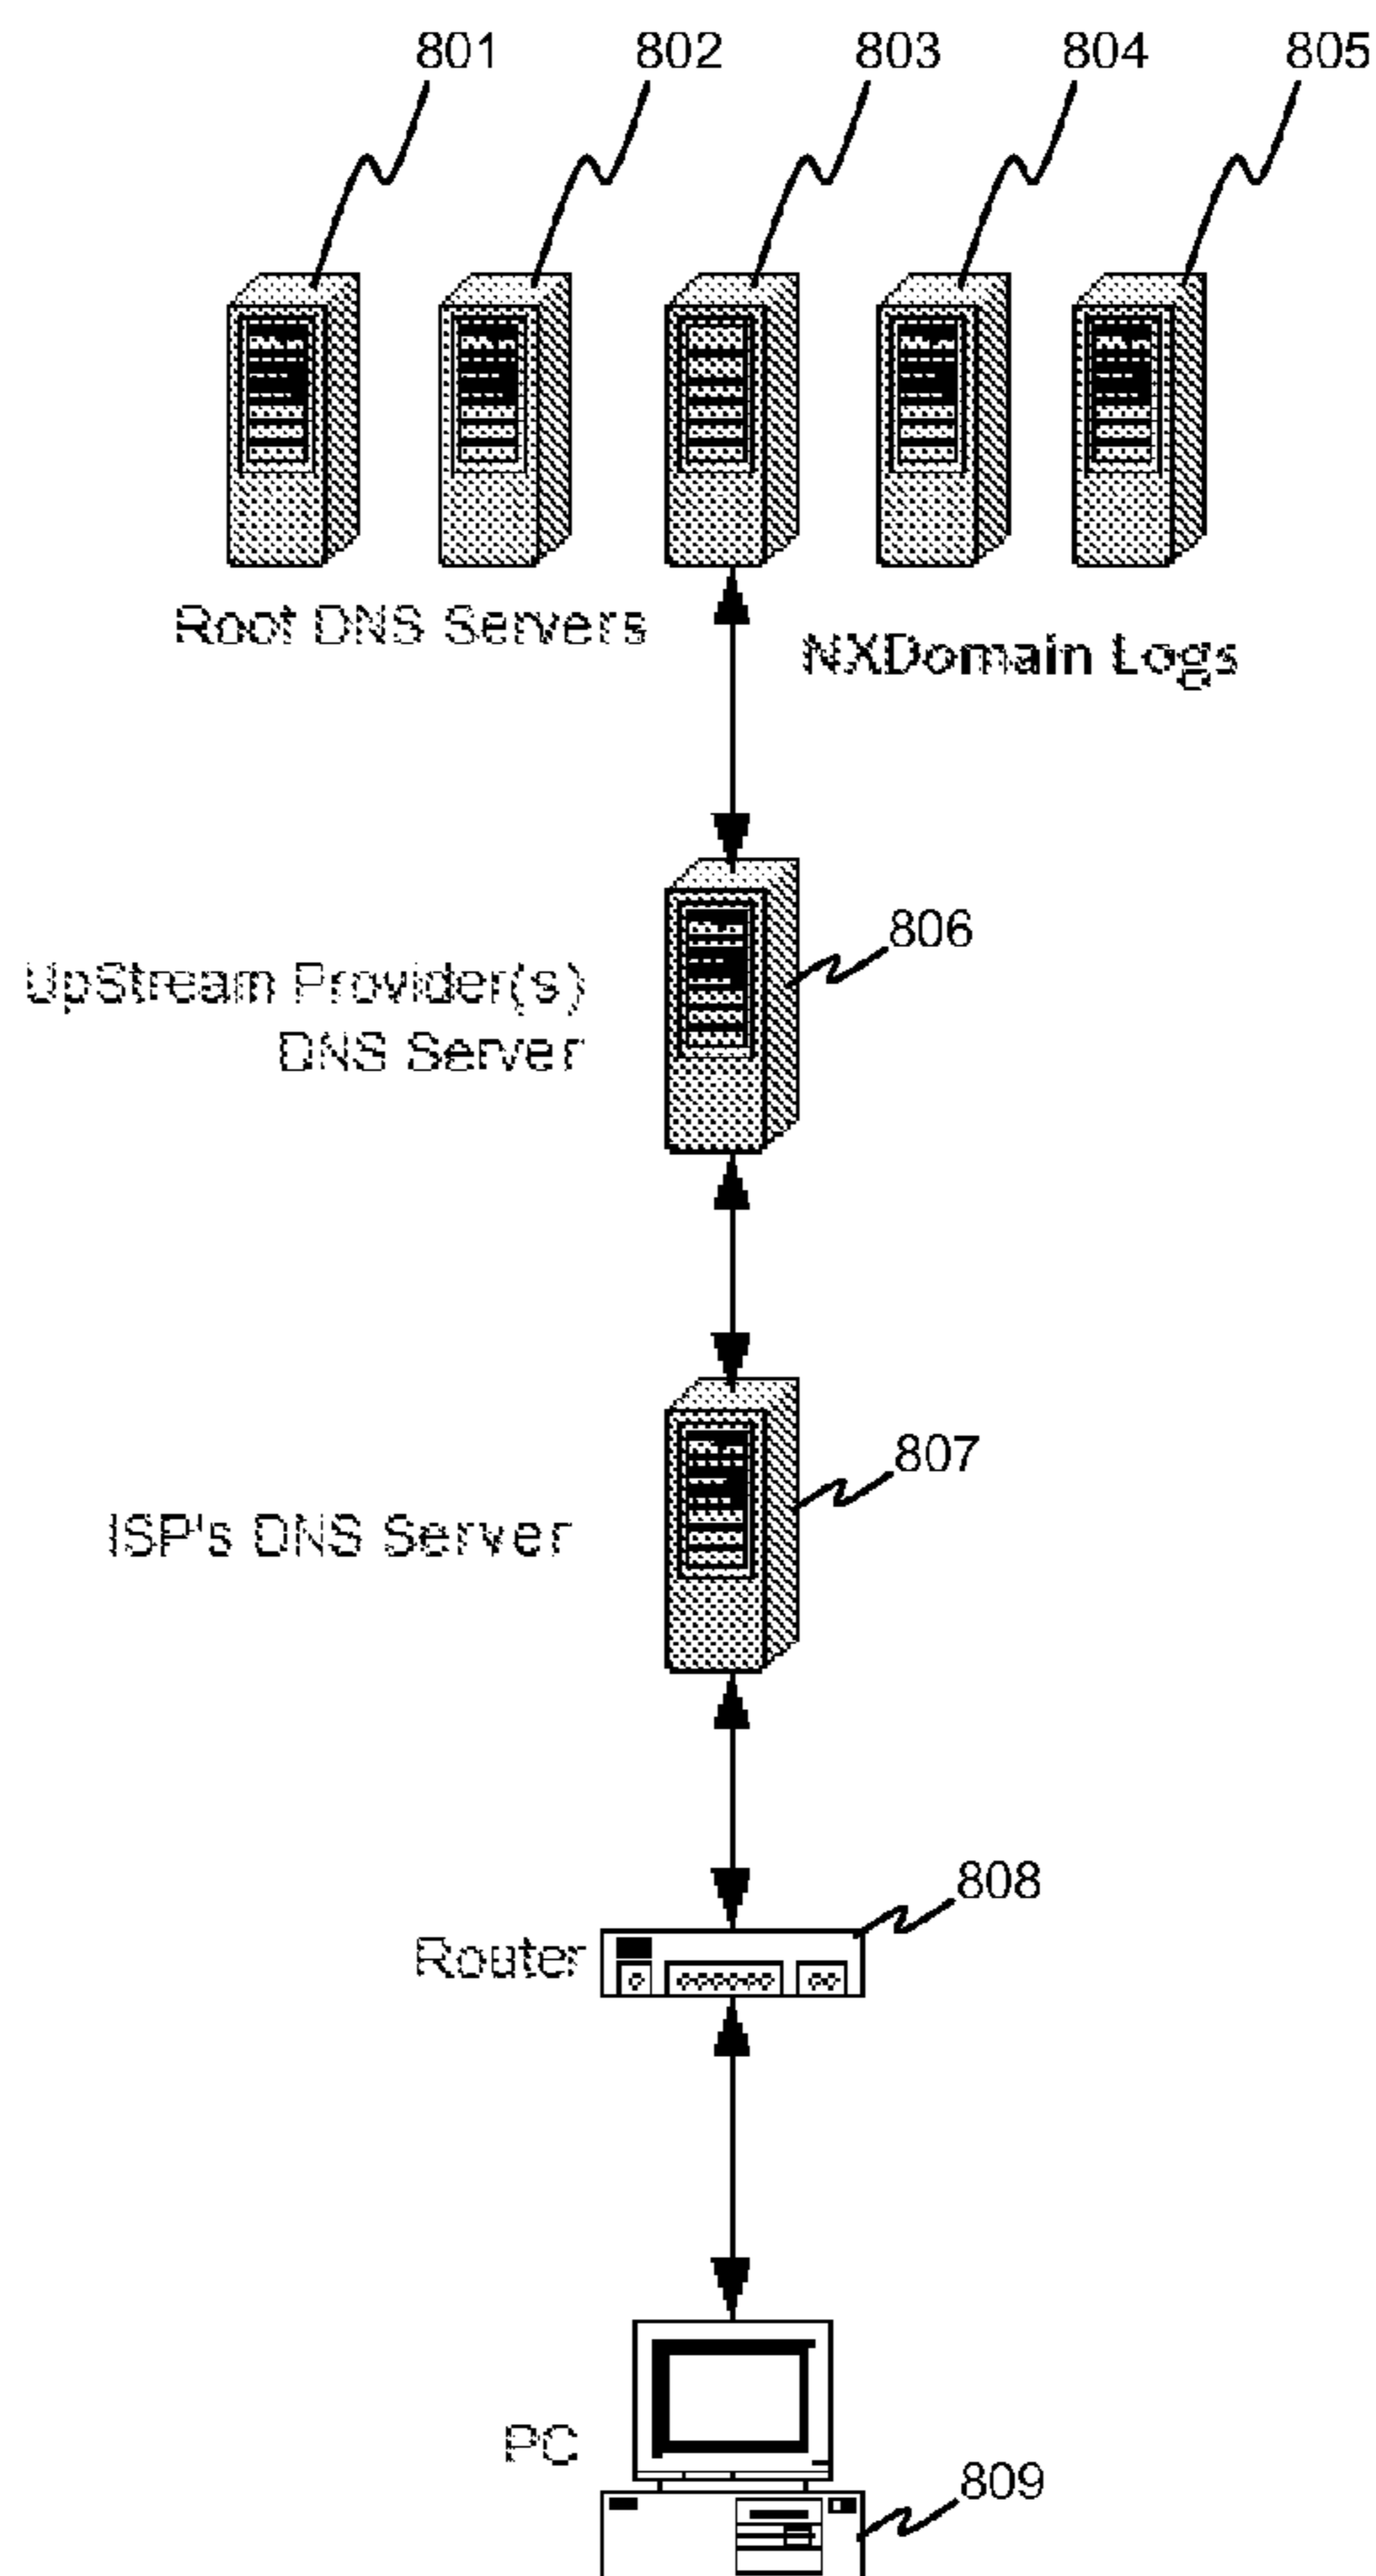 801 802 803 804 805
Root DNS Servers
NXDomain Logs
806
UpStream Provider(s)
DNS Server
807
ISP's DNS Server
808
Router
PC
809